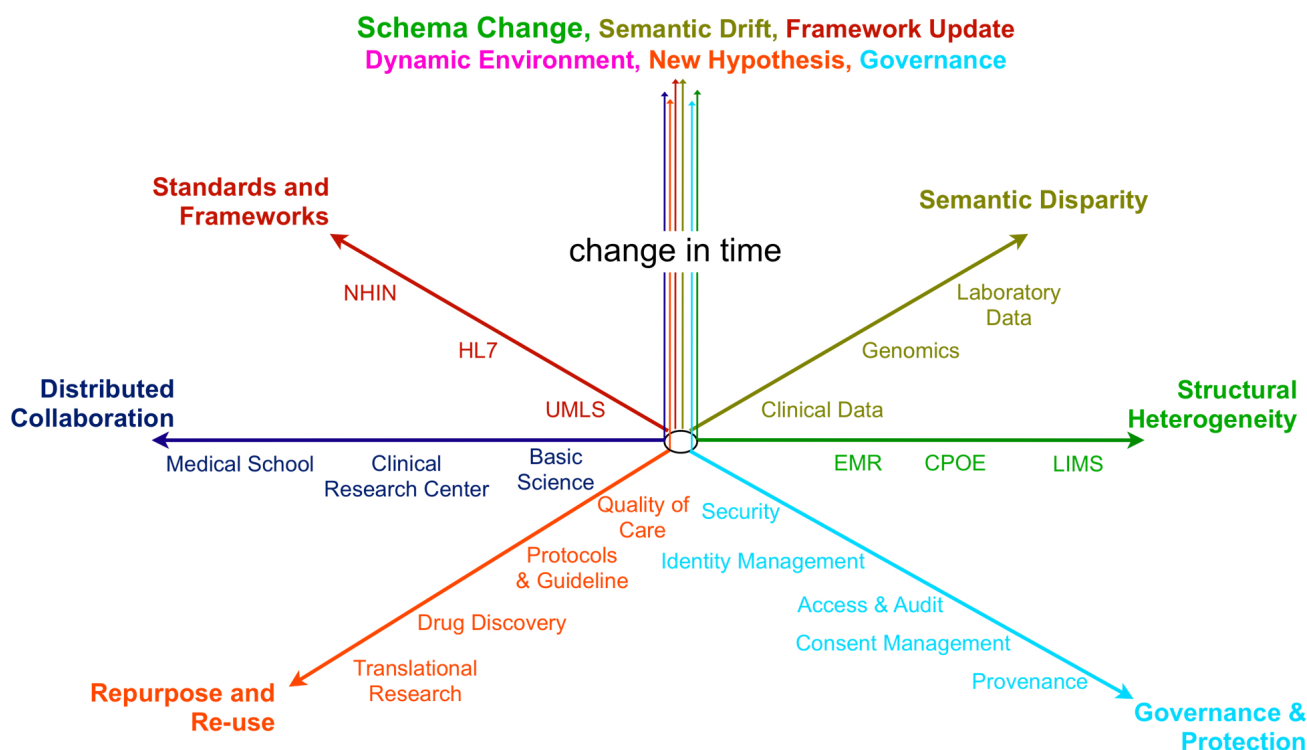 Schema Change, Semantic Drift, Framework Update
Dynamic Environment, New Hypothesis, Governance
Standards and
Frameworks
Semantic Disparity
change in time
NHIN
Laboratory
Data
HL7
Genomics
UMLS
Clinical Data
Distributed
Collaboration
Structural
Heterogeneity
Medical School
Clinical
Research Center
Basic
Science
EMR
CPOE
LIMS
Quality of
Care
Security
Protocols
& Guideline
Identity Management
Drug Discovery
Access & Audit
Consent Management
Translational
Research
Provenance
Repurpose and
Re-use
Governance &
Protection